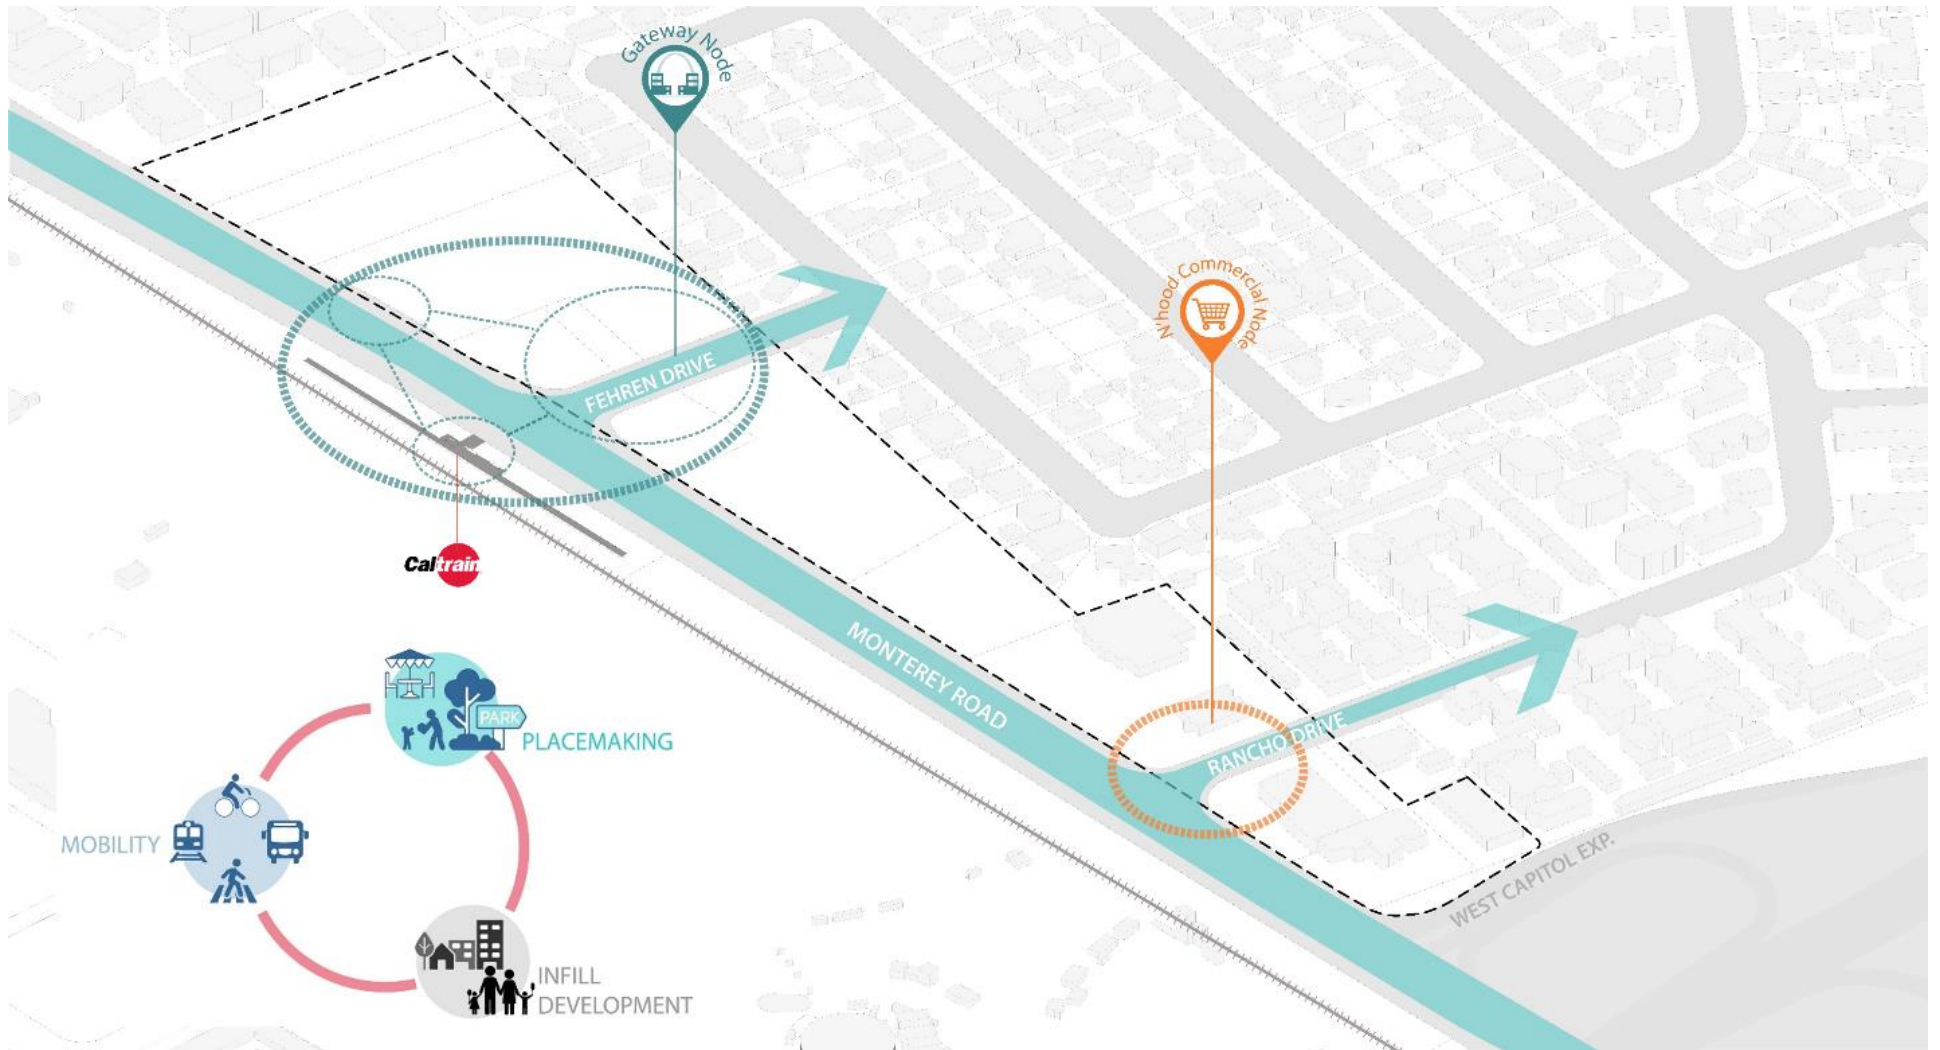 Gateway Node
N'hood Commercial Node
FEHREN DRIVE
Caltrain
MONTEREY ROAD
RANCHO DRIVE
PARK
PLACEMAKING
MOBILITY
WEST CAPITOL EXP.
INFILL
DEVELOPMENT